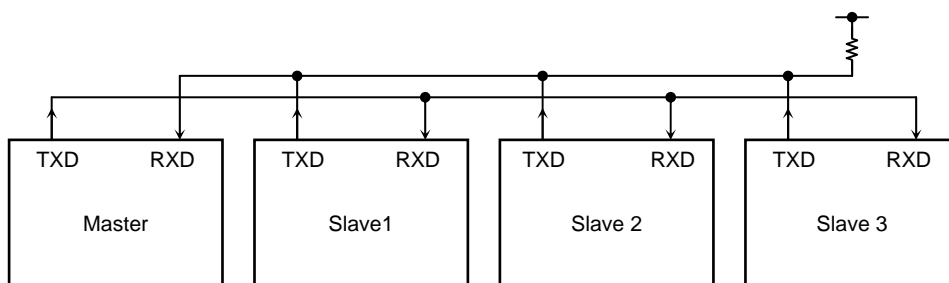 TXD RXD TXD RXD TXD RXD TXD RXD
Master Slave1 Slave 2 Slave 3